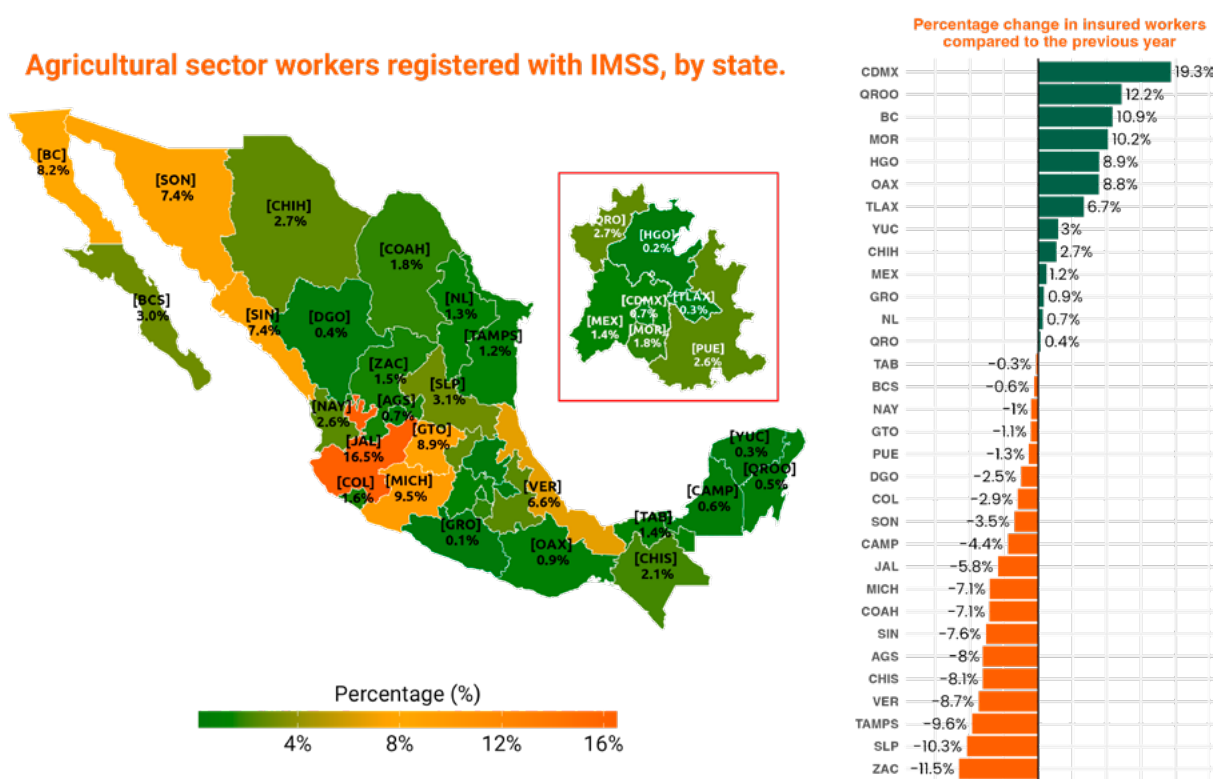 Agricultural sector workers registered with IMSS, by state.
[BC]
8.2%
[SON]
7.4%
[CHIH]
2.7%
[COAH]
1.8%
[BCS]
3.0%
[SIN]
7.4%
[DGO]
0.4%
[NL]
1.3%
[TAMPS]
1.2%
[ZAC]
1.5%
[SLP]
3.1%
[NAY]
2.6%
[AGS]
0.7%
[JAL]
16.5%
[GTO]
8.9%
[COL]
1.6%
[MICH]
9.5%
[VER]
6.6%
[GRO]
0.1%
[OAX]
0.9%
[TAB]
1.4%
[CHIS]
2.1%
[CAMP]
0.6%
[YUC]
0.3%
[QROO]
0.5%
[QRO]
2.7%
[HGO]
0.2%
[CDMX]
0.7%
[TLAX]
0.3%
[MEX]
1.4%
[MOR]
1.8%
[PUE]
2.6%
Percentage (%)
4% 8% 12% 16%
Percentage change in insured workers
compared to the previous year
CDMX 19.3%
QROO 12.2%
BC 10.9%
MOR 10.2%
HGO 8.9%
OAX 8.8%
TLAX 6.7%
YUC 3%
CHIH 2.7%
MEX 1.2%
GRO 0.9%
NL 0.7%
QRO 0.4%
TAB -0.3%
BCS -0.6%
NAY -1%
GTO -1.1%
PUE -1.3%
DGO -2.5%
COL -2.9%
SON -3.5%
CAMP -4.4%
JAL -5.8%
MICH -7.1%
COAH -7.1%
SIN -7.6%
AGS -8%
CHIS -8.1%
VER -8.7%
TAMPS -9.6%
SLP -10.3%
ZAC -11.5%